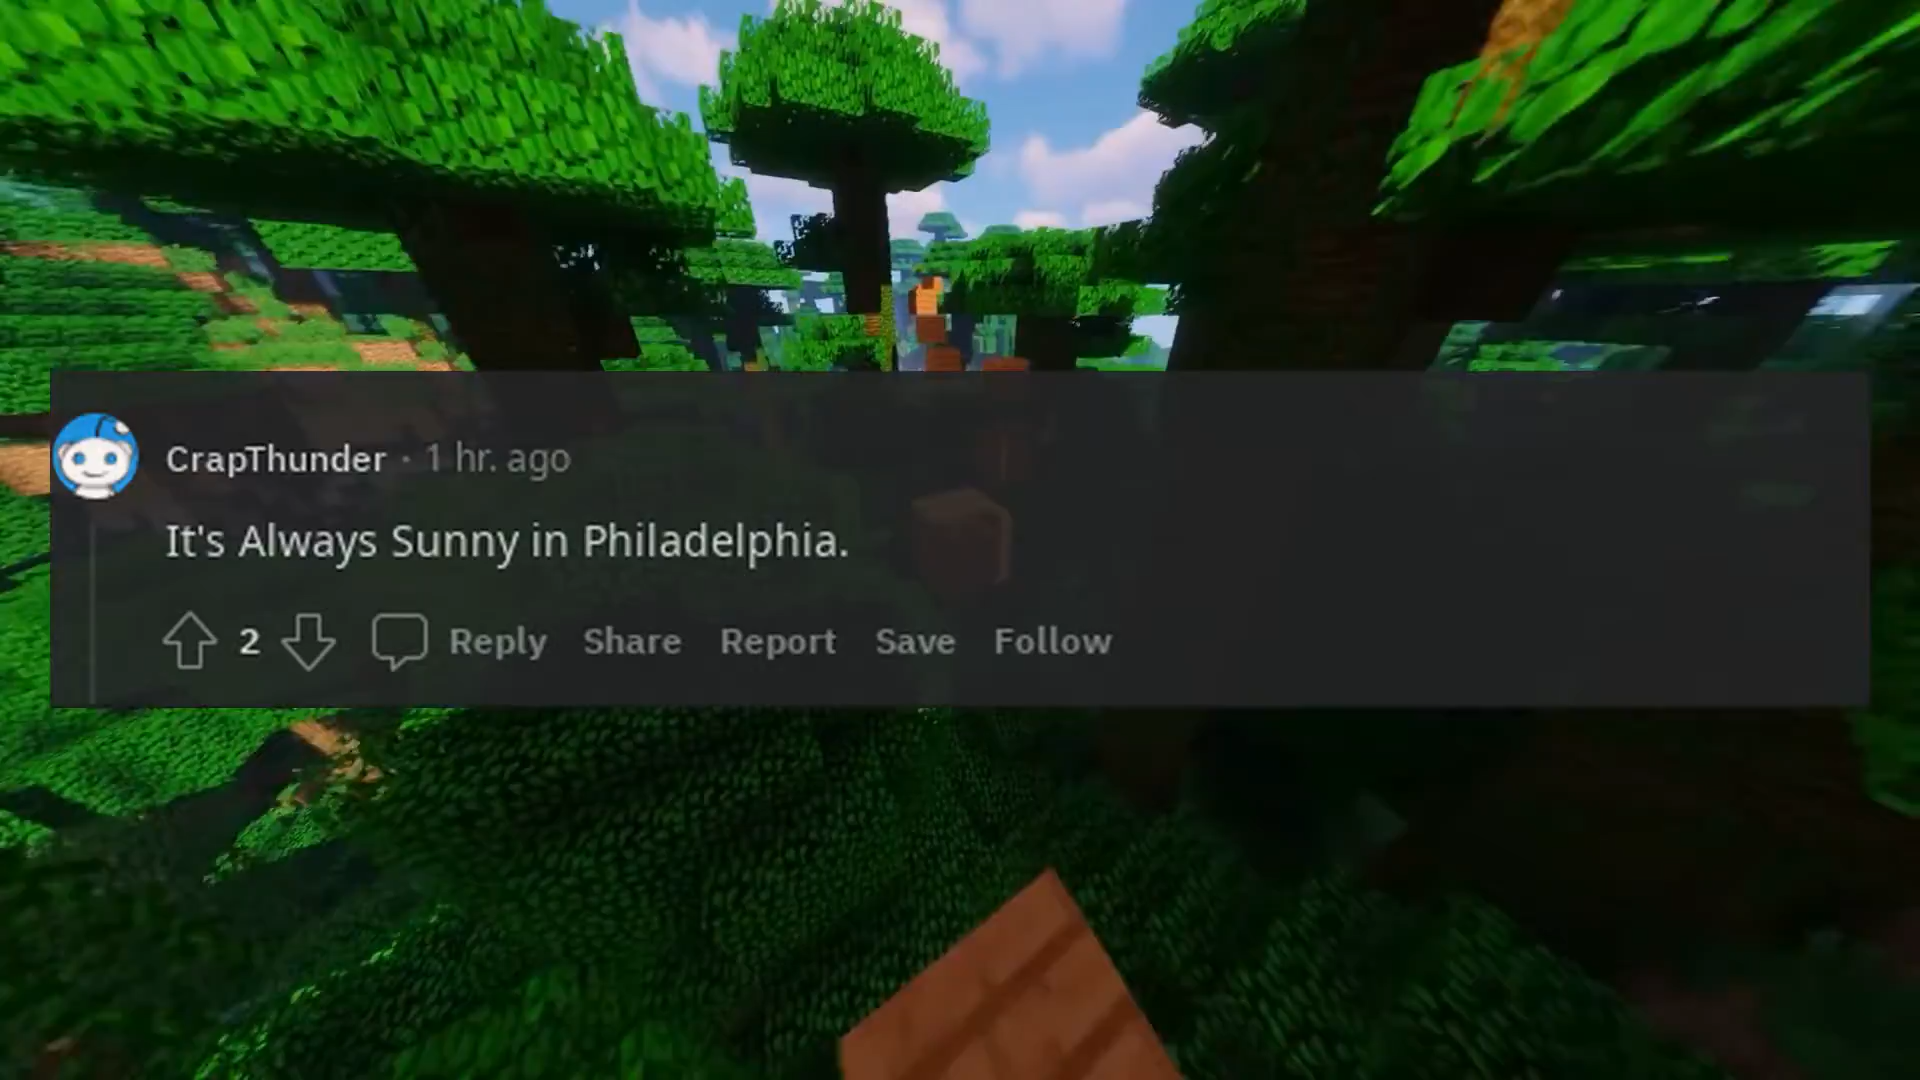 CrapThunder · 1 hr. ago
It's Always Sunny in Philadelphia.
2 Reply Share Report Save Follow